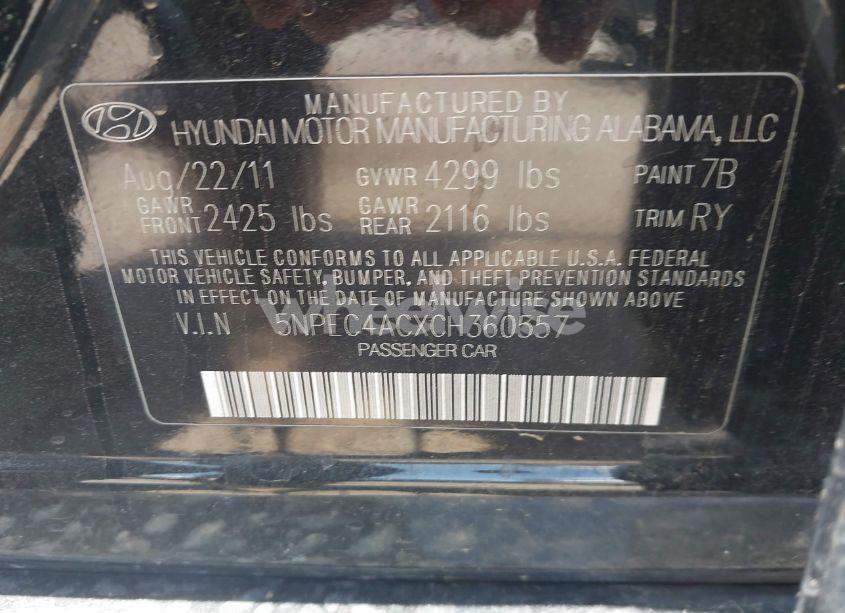 MANUFACTURED BY
HYUNDAI MOTOR MANUFACTURING ALABAMA, LLC
Aug/22/11 GVWR 4299 lbs PAINT 7B
GAWR FRONT 2425 lbs GAWR REAR 2116 lbs TRIM RY
THIS VEHICLE CONFORMS TO ALL APPLICABLE U.S.A. FEDERAL
MOTOR VEHICLE SAFETY, BUMPER, AND THEFT PREVENTION STANDARDS
IN EFFECT ON THE DATE OF MANUFACTURE SHOWN ABOVE
V.I.N 5NPEC4ACXCH360557
wheelwise
PASSENGER CAR